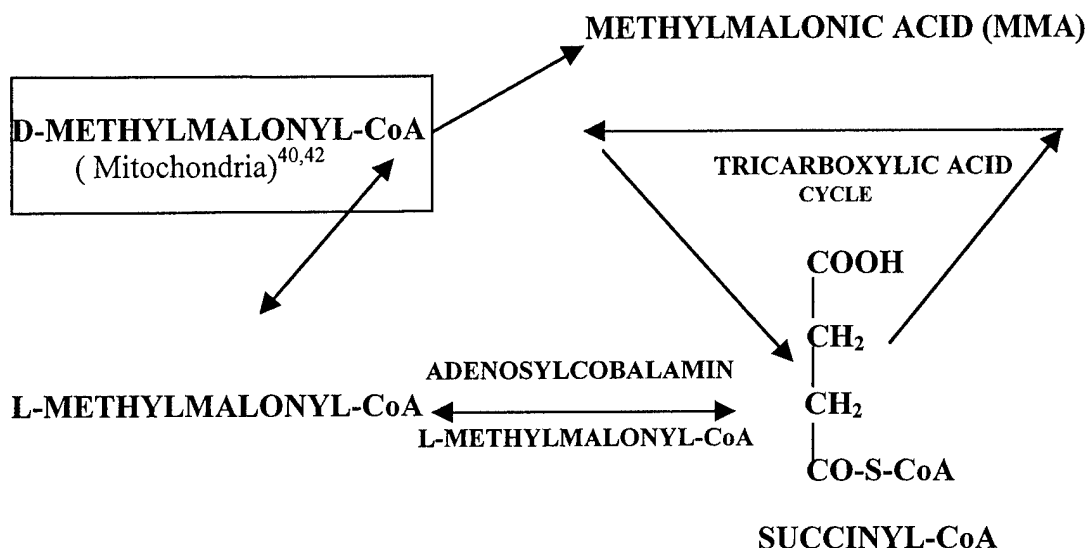 METHYLMALONIC ACID (MMA)
D-METHYLMALONYL-CoA
( Mitochondria)40,42
TRICARBOXYLIC ACID
CYCLE
COOH
CH2
ADENOSYLCOBALAMIN
L-METHYLMALONYL-CoA
CH2
L-METHYLMALONYL-CoA
CO-S-CoA
SUCCINYL-CoA